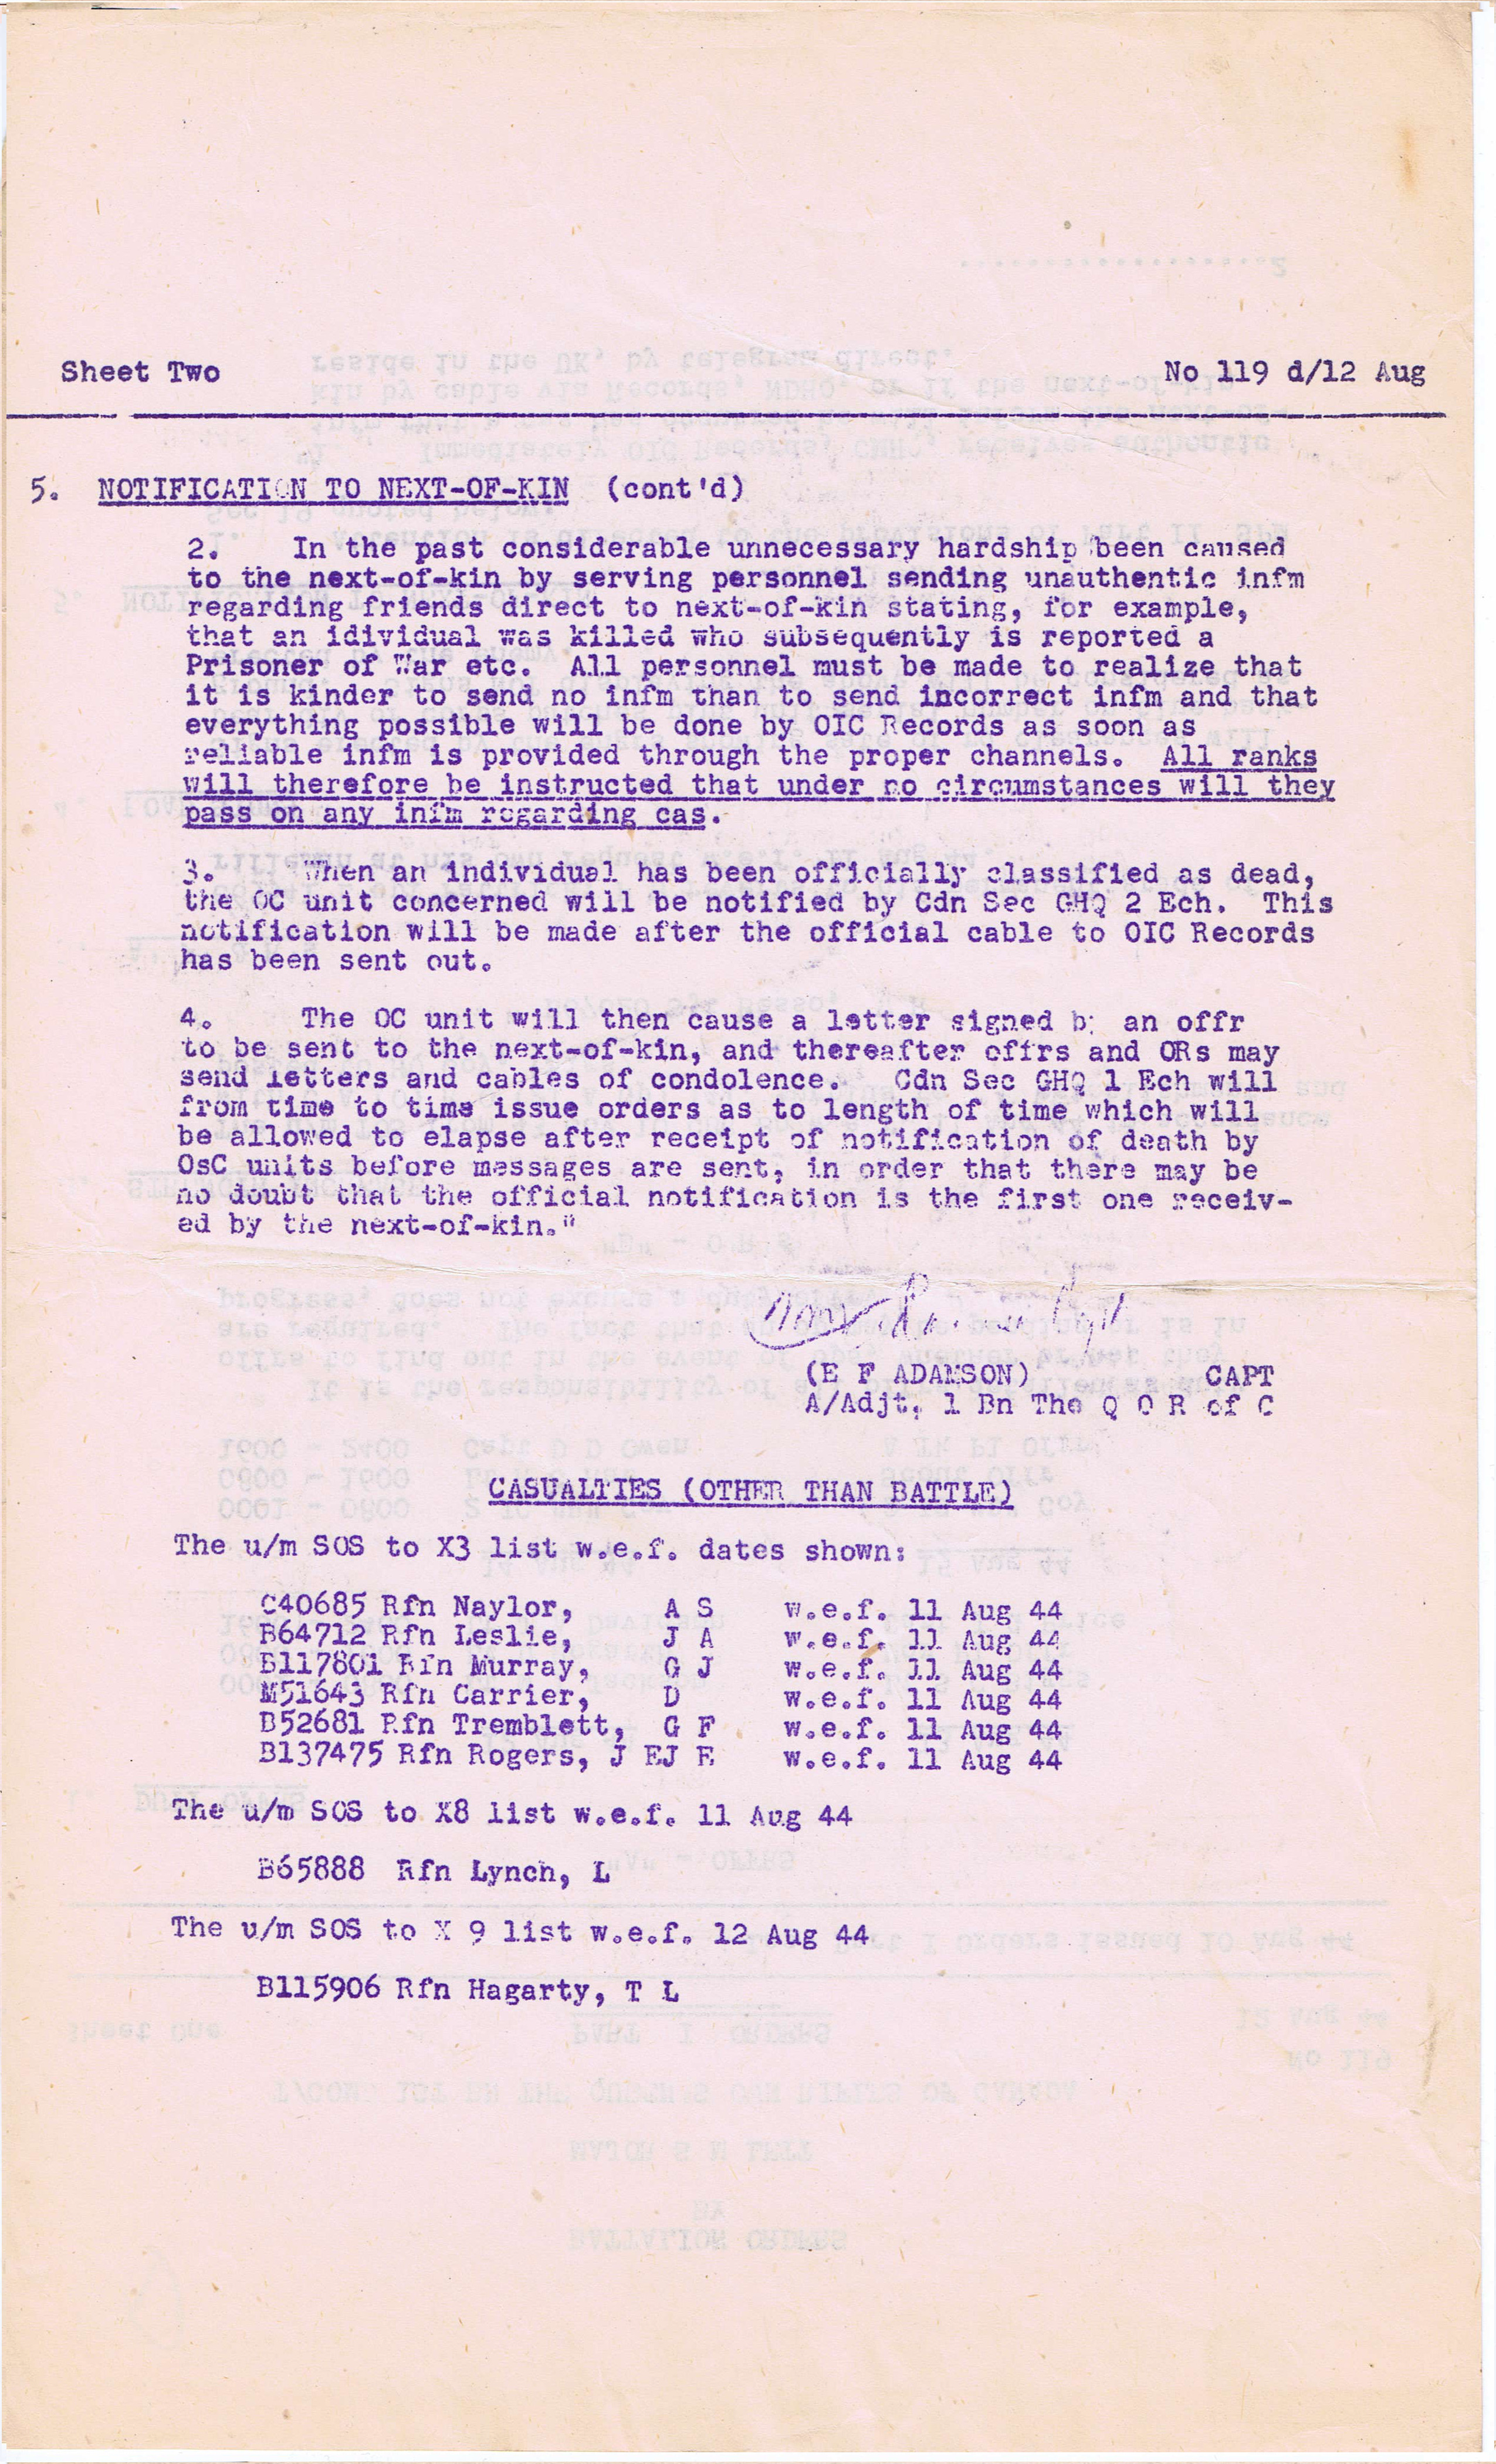 Sheet Two No 119 d/12 Aug
5. NOTIFICATION TO NEXT-OF-KIN (cont'd)
2. In the past considerable unnecessary hardship been caused
to the next-of-kin by serving personnel sending unauthentic infm
regarding friends direct to next-of-kin stating, for example,
that an idividual was killed who subsequently is reported a
Prisoner of War etc. All personnel must be made to realize that
it is kinder to send no infm than to send incorrect infm and that
everything possible will be done by OIC Records as soon as
reliable infm is provided through the proper channels. All ranks
will therefore be instructed that under no circumstances will they
pass on any infm regarding cas.
3. When an individual has been officially classified as dead,
the OC unit concerned will be notified by Cdn Sec GHQ 2 Ech. This
notification will be made after the official cable to OIC Records
has been sent out.
4. The OC unit will then cause a letter signed by an offr
to be sent to the next-of-kin, and thereafter offrs and ORs may
send letters and cables of condolence. Cdn Sec GHQ 1 Ech will
from time to time issue orders as to length of time which will
be allowed to elapse after receipt of notification of death by
OsC units before messages are sent, in order that there may be
no doubt that the official notification is the first one receiv-
ed by the next-of-kin."
(E F ADAMSON) CAPT
A/Adjt, 1 Bn The Q O R of C
CASUALTIES (OTHER THAN BATTLE)
The u/m SOS to X3 list w.e.f. dates shown:
C40685 Rfn Naylor, A S w.e.f. 11 Aug 44
B64712 Rfn Leslie, J A w.e.f. 11 Aug 44
B117801 Rfn Murray, G J w.e.f. 11 Aug 44
M51643 Rfn Carrier, D w.e.f. 11 Aug 44
B52681 Rfn Tremblett, G F w.e.f. 11 Aug 44
B137475 Rfn Rogers, J EJ E w.e.f. 11 Aug 44
The u/m SOS to X8 list w.e.f. 11 Aug 44
B65888 Rfn Lynch, L
The u/m SOS to X 9 list w.e.f. 12 Aug 44
B115906 Rfn Hagarty, T L